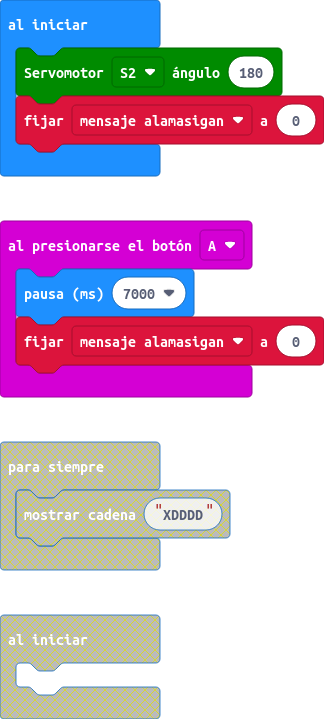 al iniciar
Servomotor S2 ángulo 180
fijar mensaje alamasigan a 0
al presionarse el botón A
pausa (ms) 7000
fijar mensaje alamasigan a 0
para siempre
mostrar cadena "XDDDD"
al iniciar